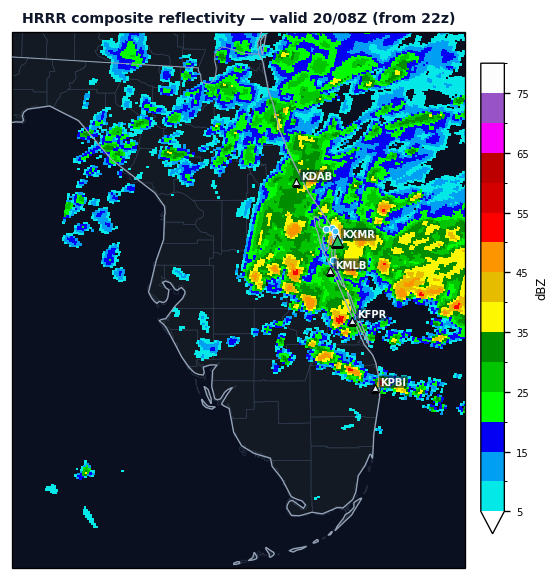 HRRR composite reflectivity — valid 20/08Z (from 22z)
75
65
55
45
35
25
15
5
dBZ
KDAB
KXMR
KMLB
KFPR
KPBI